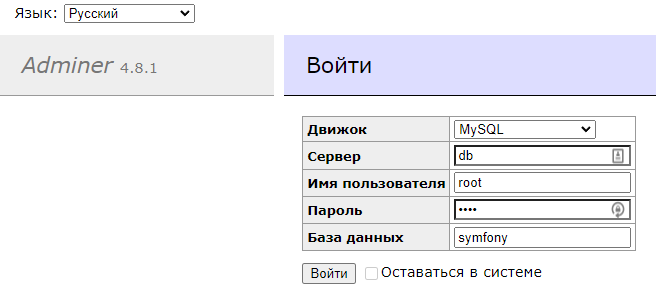 Язык: Русский
Adminer 4.8.1
Войти
Движок MySQL
Сервер db
Имя пользователя root
Пароль ••••
База данных symfony
Войти Оставаться в системе